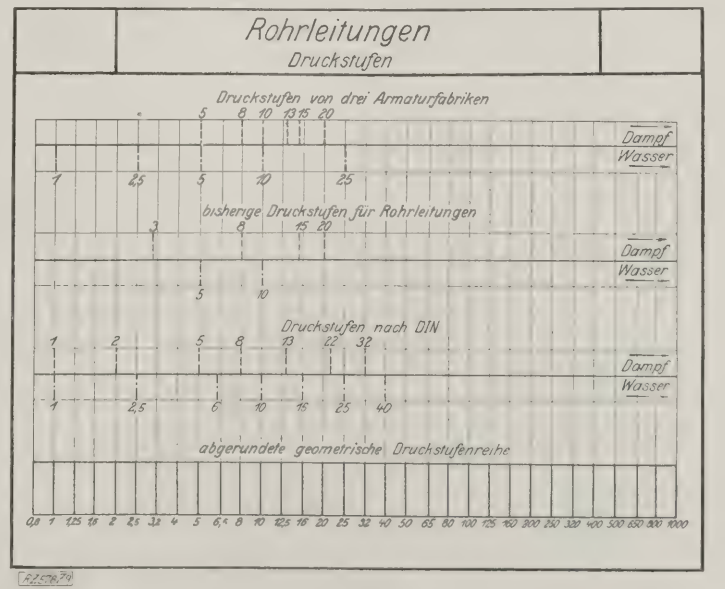 Rohrleitungen
Druckstufen
Druckstufen von drei Armaturfabriken
5 8 10 13 15 20
Dampf
Wasser
1 2,5 5 10 25
bisherige Druckstufen für Rohrleitungen
3 8 15 20
Dampf
Wasser
5 10
Druckstufen nach DIN
1 2 5 8 13 22 32
Dampf
Wasser
1 2,5 6 10 16 25 40
abgerundete geometrische Druckstufenreihe
0,8 1 1,25 1,6 2 2,5 3,2 4 5 6,4 8 10 12,5 16 20 25 32 40 50 65 80 100 125 160 200 250 320 400 500 650 800 1000